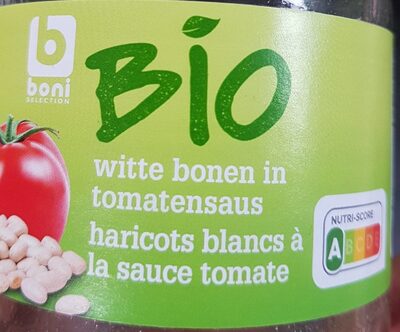 b
boni
SELECTION
BIO
witte bonen in
tomatensaus
haricots blancs à
la sauce tomate
NUTRI-SCORE
A B C D E